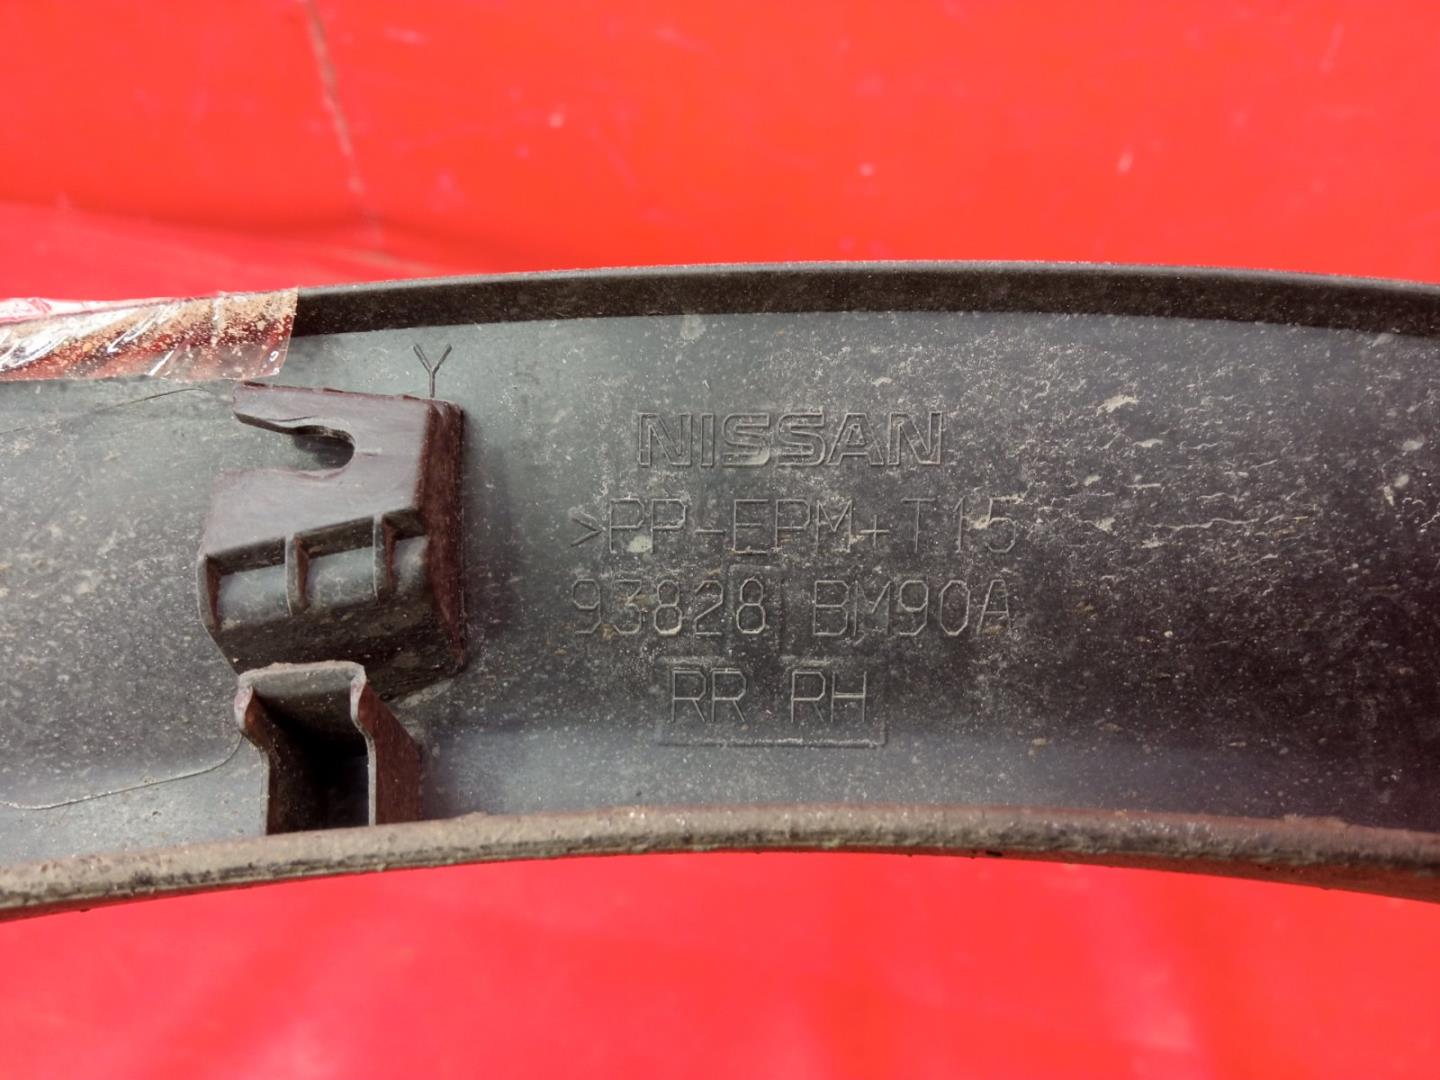 Y
NISSAN
>PP-EPM+T15
93828 BM90A
RR RH